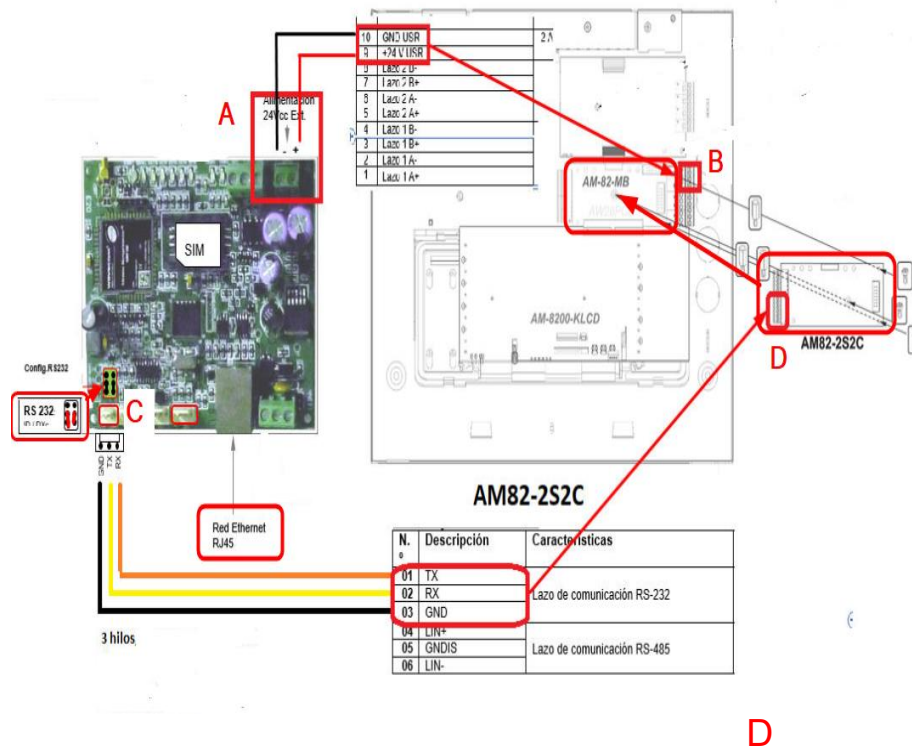 10 GND USR
9 +24 V USR
8 Lazo 2 B-
7 Lazo 2 B+
6 Lazo 2 A-
5 Lazo 2 A+
4 Lazo 1 B-
3 Lazo 1 B+
2 Lazo 1 A-
1 Lazo 1 A+
A
Alimentación
24Vcc Ext.
- +
B
AM-82-MB
SIM
AM-8200-KLCD
AM82-2S2C
D
Config.RS232
RS 232
C
GND
TX
RX
Red Ethernet
RJ45
3 hilos
AM82-2S2C
N.º Descripción Características
01 TX
02 RX
03 GND
Lazo de comunicación RS-232
04 LIN+
05 GNDIS
06 LIN-
Lazo de comunicación RS-485
D